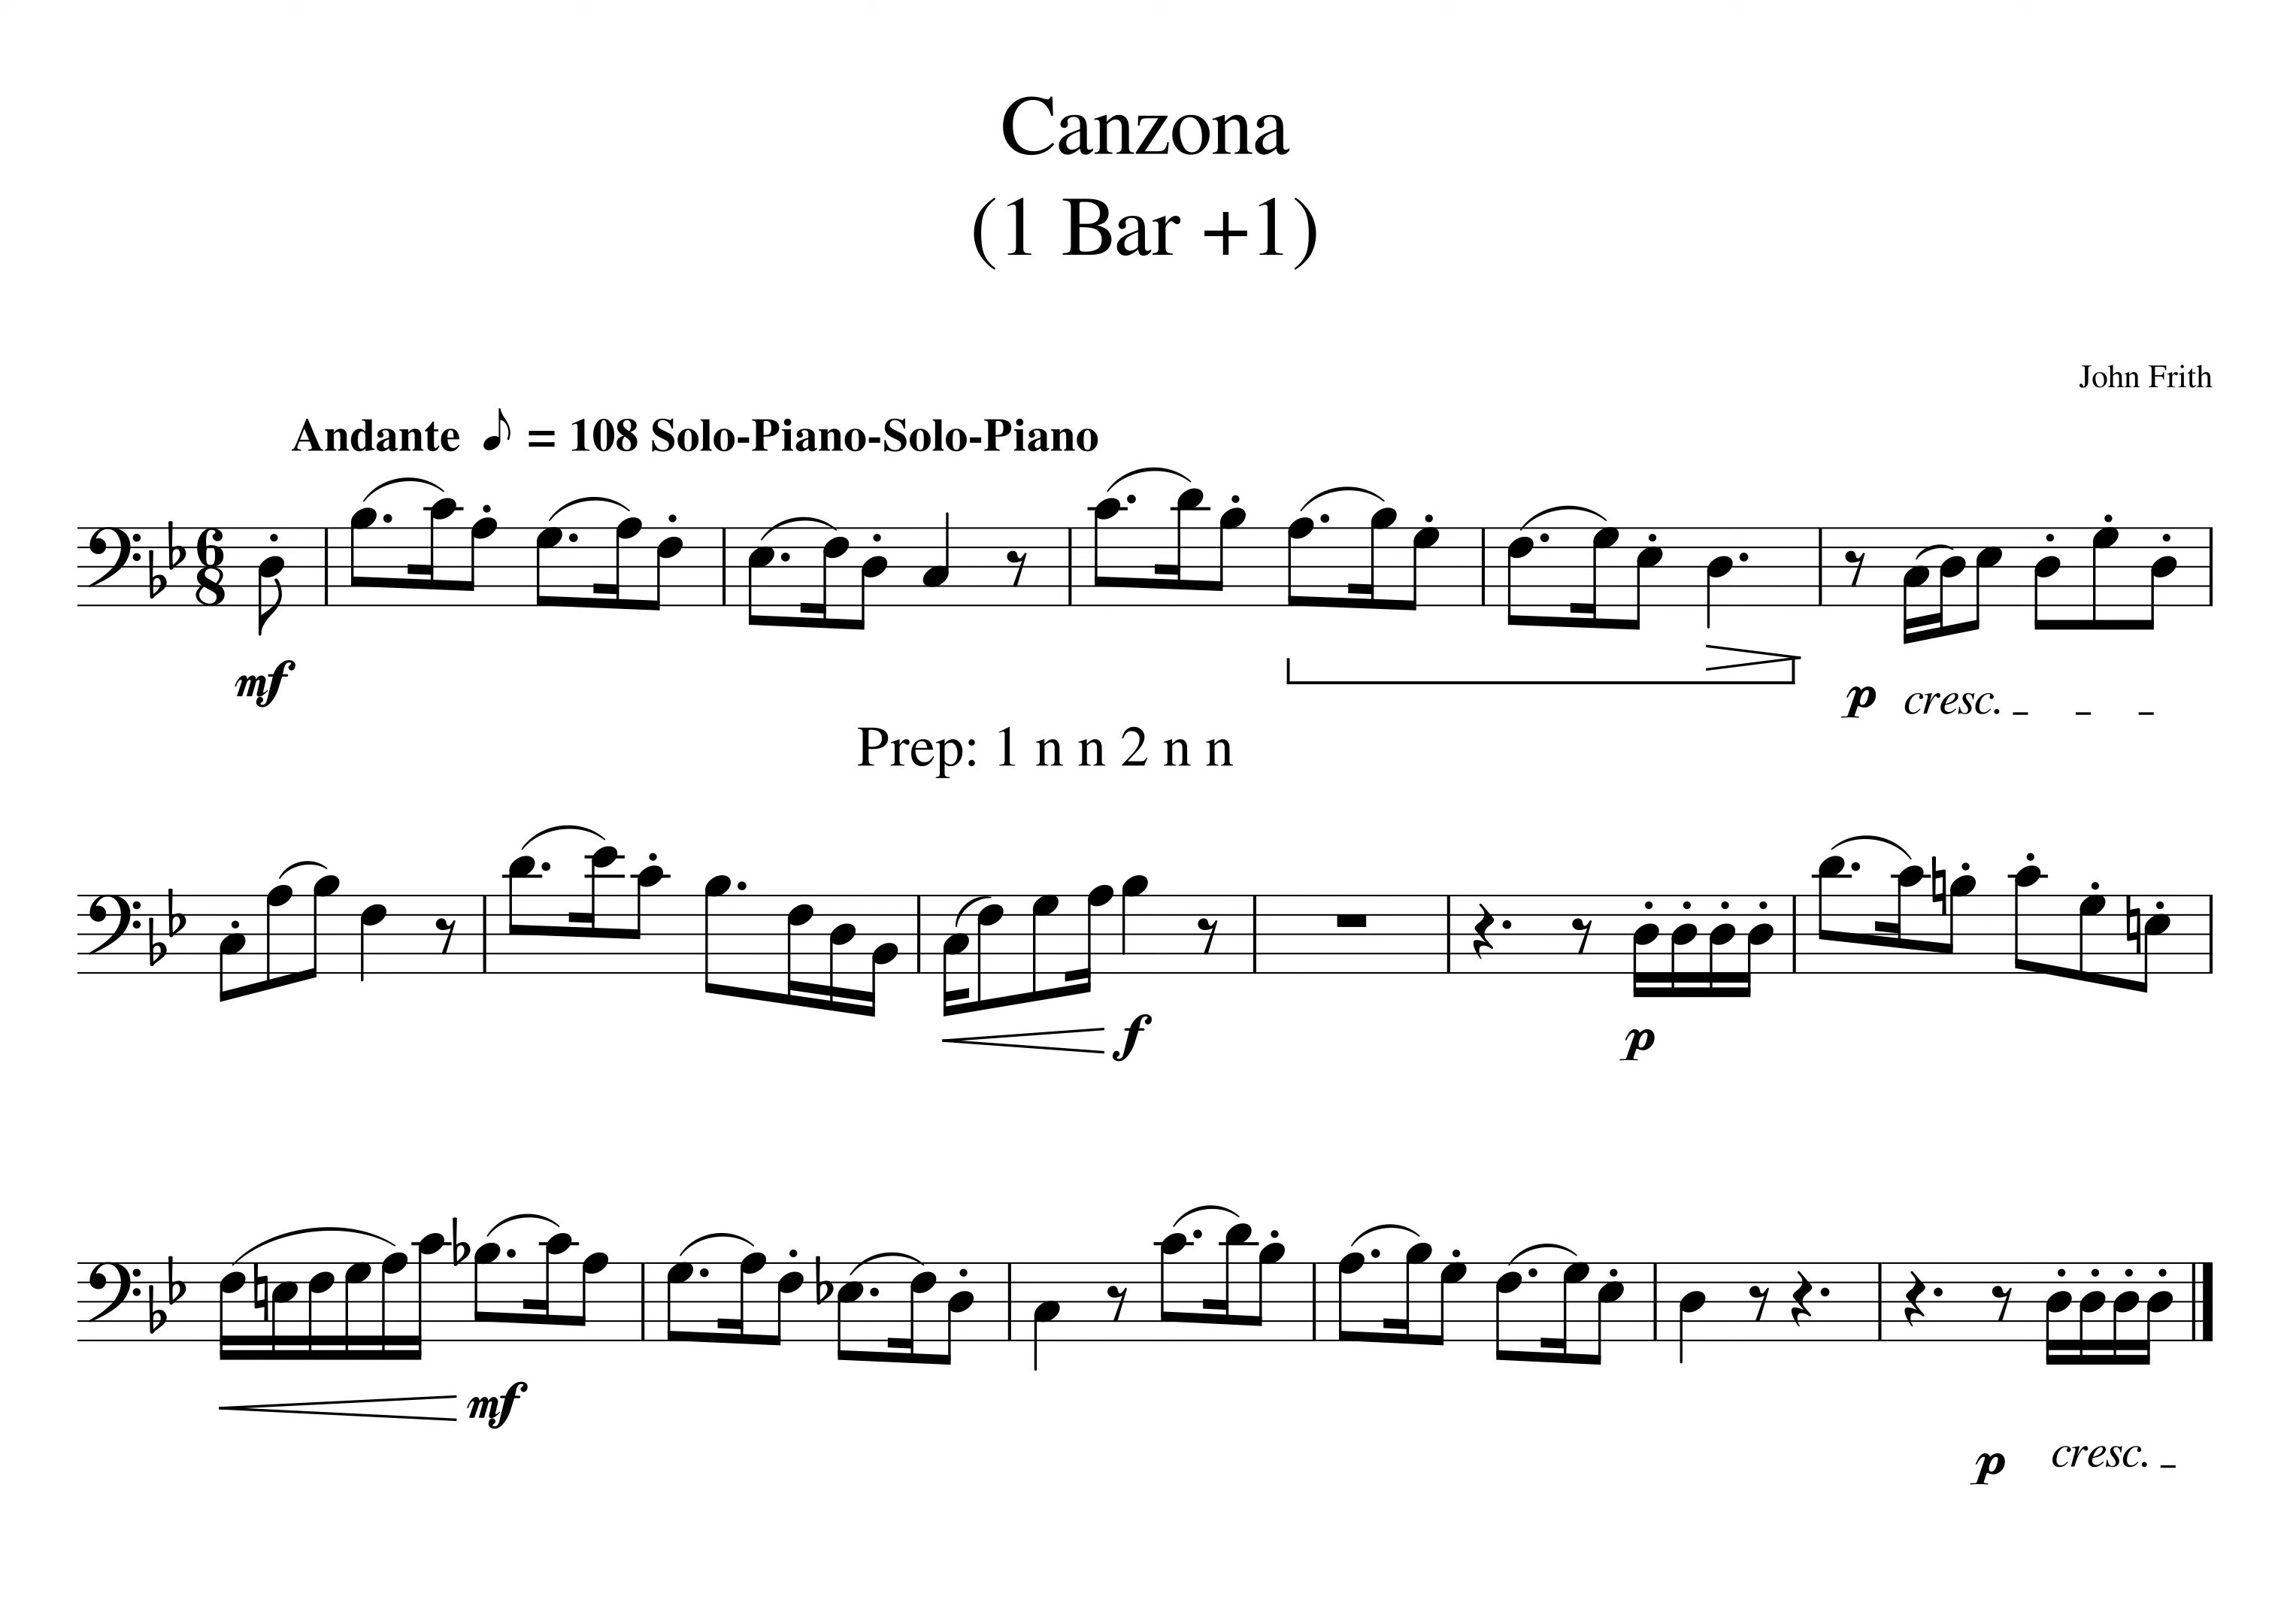 Canzona
(1 Bar +1)
John Frith
Andante ♪ = 108 Solo-Piano-Solo-Piano
6
8
mf
p cresc. _ _ _
Prep: 1 n n 2 n n
f
p
mf
p cresc. _